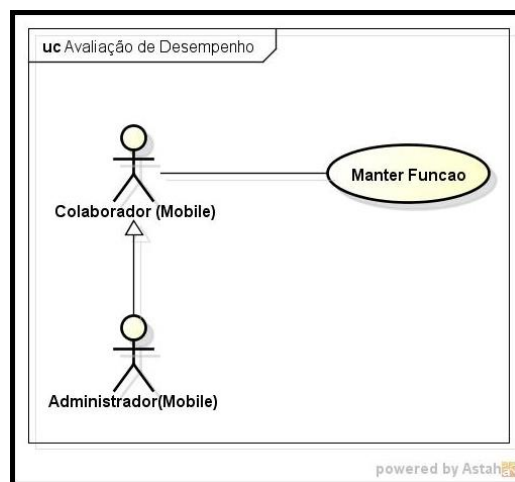 uc Avaliação de Desempenho
Manter Funcao
Colaborador (Mobile)
Administrador(Mobile)
powered by Astah